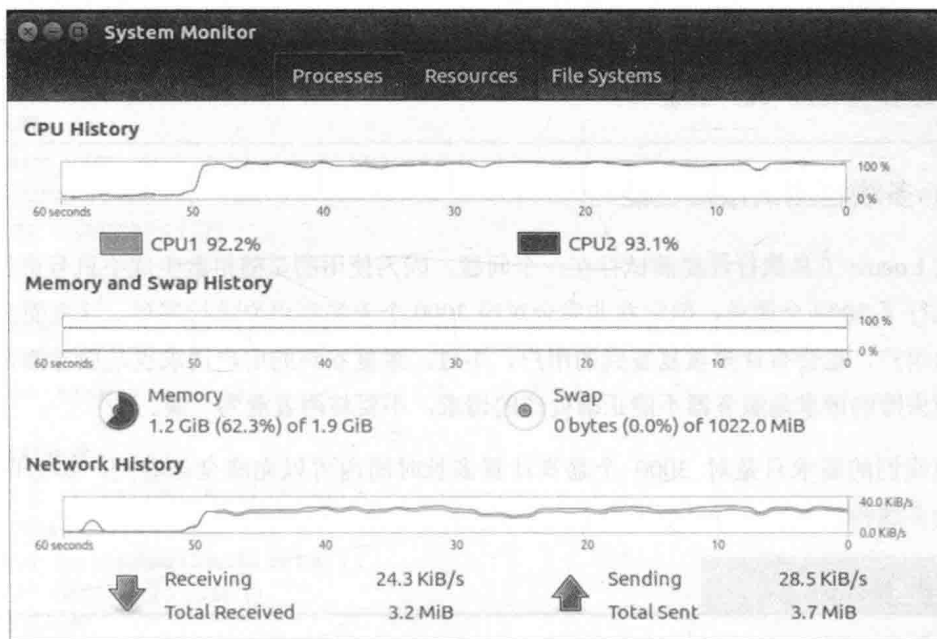 System Monitor
Processes Resources File Systems
CPU History
100 %
0 %
60 seconds 50 40 30 20 10 0
CPU1 92.2% CPU2 93.1%
Memory and Swap History
100 %
0 %
60 seconds 50 40 30 20 10 0
Memory Swap
1.2 GiB (62.3%) of 1.9 GiB 0 bytes (0.0%) of 1022.0 MiB
Network History
40.0 KiB/s
0.0 KiB/s
60 seconds 50 40 30 20 10 0
Receiving 24.3 KiB/s Sending 28.5 KiB/s
Total Received 3.2 MiB Total Sent 3.7 MiB